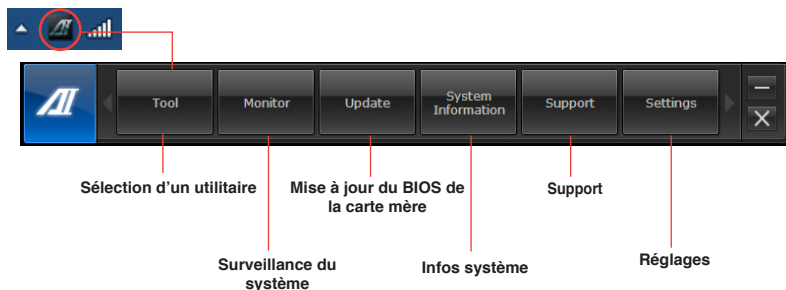 Tool
Monitor
Update
System
Information
Support
Settings
Sélection d'un utilitaire
Mise à jour du BIOS de
la carte mère
Support
Surveillance du
système
Infos système
Réglages